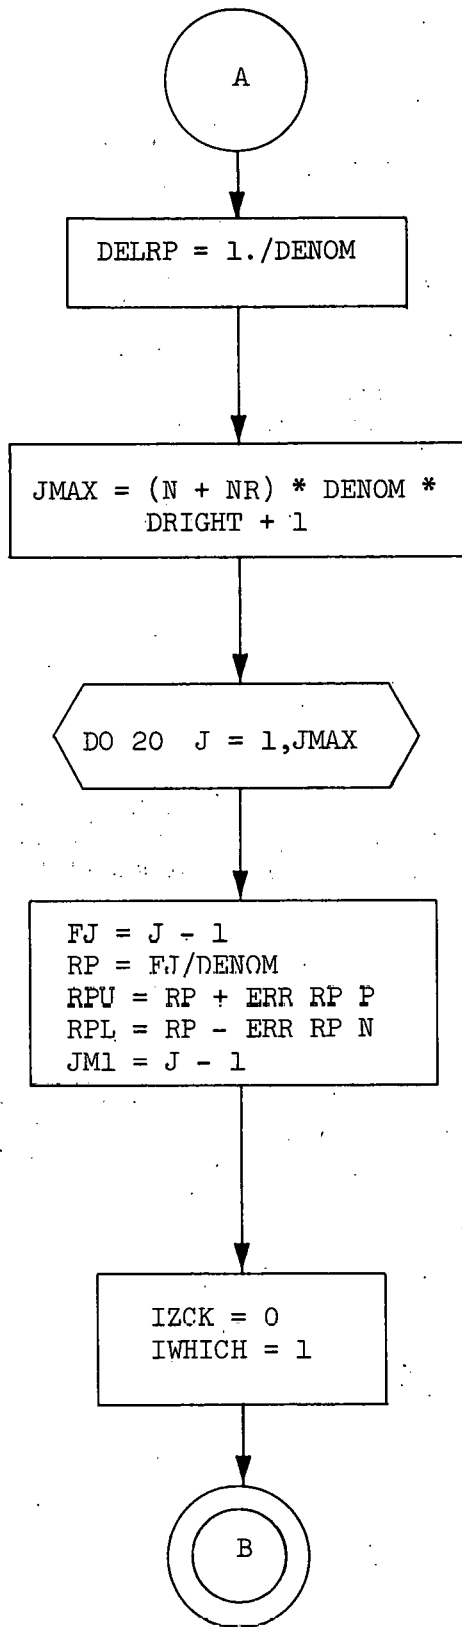 A
DELRP = 1./DENOM
JMAX = (N + NR) * DENOM *
DRIGHT + 1
DO 20 J = 1,JMAX
FJ = J - 1
RP = FJ/DENOM
RPU = RP + ERR RP P
RPL = RP - ERR RP N
JM1 = J - 1
IZCK = 0
IWHICH = 1
B